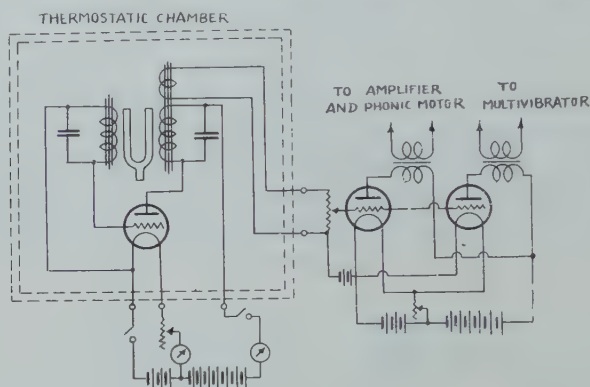 THERMOSTATIC CHAMBER
TO AMPLIFIER
AND PHONIC MOTOR
TO
MULTIVIBRATOR